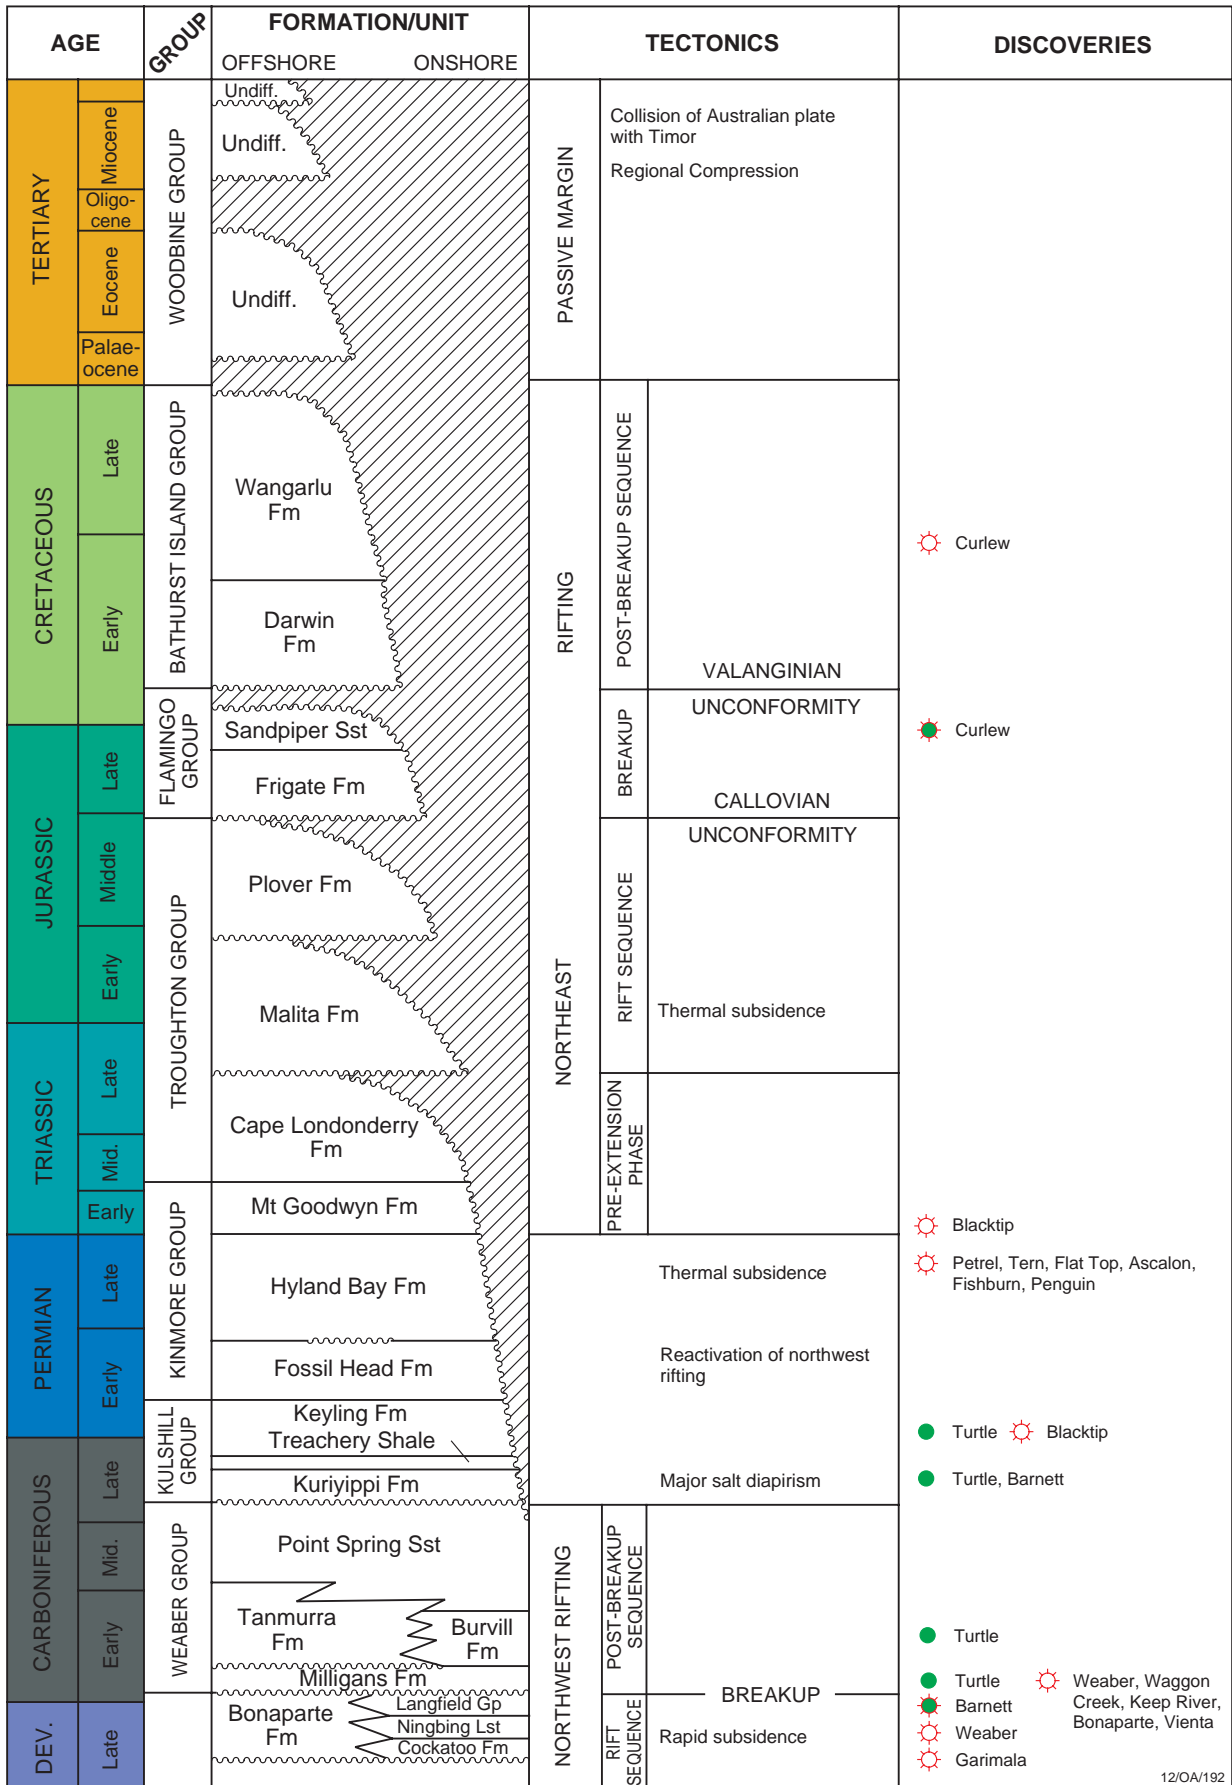 AGE
GROUP
FORMATION/UNIT
OFFSHORE ONSHORE
TECTONICS
DISCOVERIES
TERTIARY
Miocene
Oligo-
cene
Eocene
Palae-
ocene
CRETACEOUS
Late
Early
JURASSIC
Late
Middle
Early
TRIASSIC
Late
Mid.
Early
PERMIAN
Late
Early
CARBONIFEROUS
Late
Mid.
Early
DEV.
Late
WOODBINE GROUP
BATHURST ISLAND GROUP
FLAMINGO
GROUP
TROUGHTON GROUP
KINMORE GROUP
KULSHILL
GROUP
WEABER GROUP
Undiff.
Undiff.
Undiff.
Wangarlu
Fm
Darwin
Fm
Sandpiper Sst
Frigate Fm
Plover Fm
Malita Fm
Cape Londonderry
Fm
Mt Goodwyn Fm
Hyland Bay Fm
Fossil Head Fm
Keyling Fm
Treachery Shale
Kuriyippi Fm
Point Spring Sst
Tanmurra
Fm
Burvill
Fm
Milligans Fm
Bonaparte
Fm
Langfield Gp
Ningbing Lst
Cockatoo Fm
PASSIVE MARGIN
Collision of Australian plate
with Timor
Regional Compression
RIFTING
NORTHEAST
POST-BREAKUP SEQUENCE
VALANGINIAN
UNCONFORMITY
BREAKUP
CALLOVIAN
UNCONFORMITY
RIFT SEQUENCE
Thermal subsidence
PRE-EXTENSION
PHASE
Thermal subsidence
Reactivation of northwest
rifting
Major salt diapirism
NORTHWEST RIFTING
POST-BREAKUP
SEQUENCE
BREAKUP
RIFT
SEQUENCE
Rapid subsidence
Curlew
Curlew
Blacktip
Petrel, Tern, Flat Top, Ascalon,
Fishburn, Penguin
Turtle Blacktip
Turtle, Barnett
Turtle
Turtle Weaber, Waggon
Creek, Keep River,
Bonaparte, Vienta
Barnett
Weaber
Garimala
12/OA/192